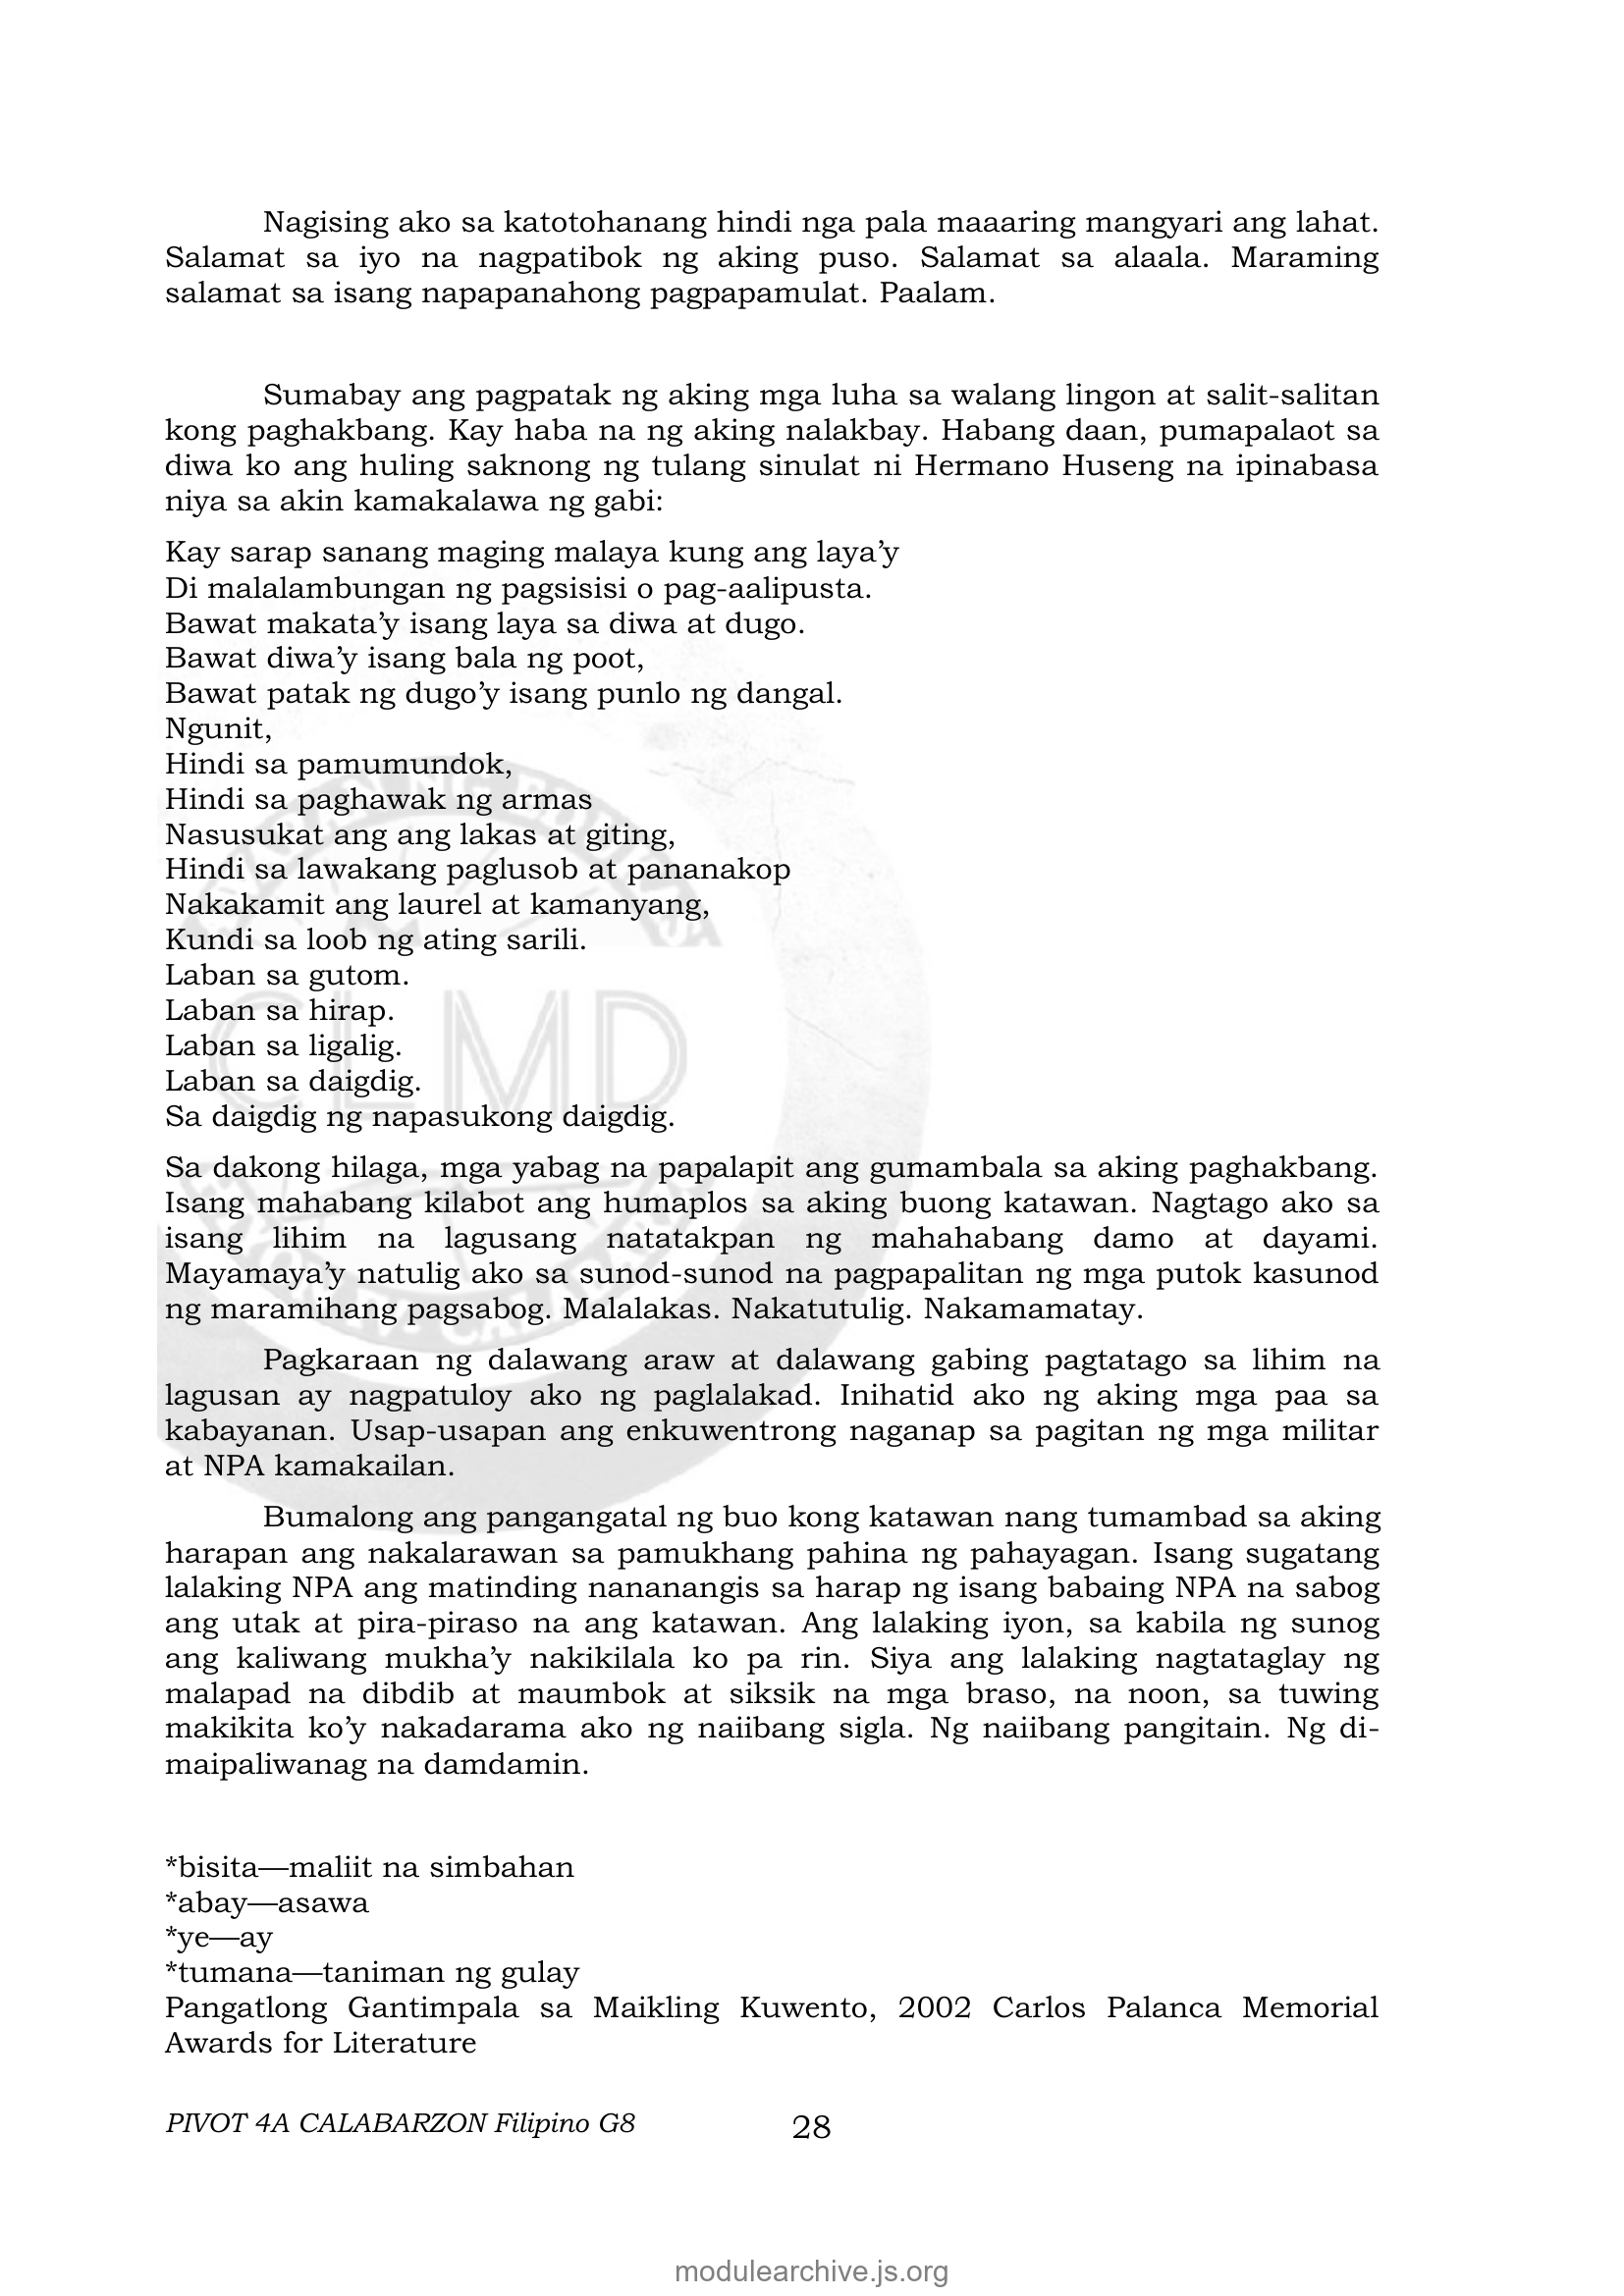 Nagising ako sa katotohanang hindi nga pala maaaring mangyari ang lahat.
Salamat sa iyo na nagpatibok ng aking puso. Salamat sa alaala. Maraming
salamat sa isang napapanahong pagpapamulat. Paalam.
Sumabay ang pagpatak ng aking mga luha sa walang lingon at salit-salitan
kong paghakbang. Kay haba na ng aking nalakbay. Habang daan, pumapalaot sa
diwa ko ang huling saknong ng tulang sinulat ni Hermano Huseng na ipinabasa
niya sa akin kamakalawa ng gabi:
Kay sarap sanang maging malaya kung ang laya’y
Di malalambungan ng pagsisisi o pag-aalipusta.
Bawat makata’y isang laya sa diwa at dugo.
Bawat diwa’y isang bala ng poot,
Bawat patak ng dugo’y isang punlo ng dangal.
Ngunit,
Hindi sa pamumundok,
Hindi sa paghawak ng armas
Nasusukat ang ang lakas at giting,
Hindi sa lawakang paglusob at pananakop
Nakakamit ang laurel at kamanyang,
Kundi sa loob ng ating sarili.
Laban sa gutom.
Laban sa hirap.
Laban sa ligalig.
Laban sa daigdig.
CLMD
Sa daigdig ng napasukong daigdig.
Sa dakong hilaga, mga yabag na papalapit ang gumambala sa aking paghakbang.
Isang mahabang kilabot ang humaplos sa aking buong katawan. Nagtago ako sa
isang lihim na lagusang natatakpan ng mahahabang damo at dayami.
Mayamaya’y natulig ako sa sunod-sunod na pagpapalitan ng mga putok kasunod
ng maramihang pagsabog. Malalakas. Nakatutulig. Nakamamatay.
Pagkaraan ng dalawang araw at dalawang gabing pagtatago sa lihim na
lagusan ay nagpatuloy ako ng paglalakad. Inihatid ako ng aking mga paa sa
kabayanan. Usap-usapan ang enkuwentrong naganap sa pagitan ng mga militar
at NPA kamakailan.
Bumalong ang pangangatal ng buo kong katawan nang tumambad sa aking
harapan ang nakalarawan sa pamukhang pahina ng pahayagan. Isang sugatang
lalaking NPA ang matinding nananangis sa harap ng isang babaing NPA na sabog
ang utak at pira-piraso na ang katawan. Ang lalaking iyon, sa kabila ng sunog
ang kaliwang mukha’y nakikilala ko pa rin. Siya ang lalaking nagtataglay ng
malapad na dibdib at maumbok at siksik na mga braso, na noon, sa tuwing
makikita ko’y nakadarama ako ng naiibang sigla. Ng naiibang pangitain. Ng di-
maipaliwanag na damdamin.
*bisita—maliit na simbahan
*abay—asawa
*ye—ay
*tumana—taniman ng gulay
Pangatlong Gantimpala sa Maikling Kuwento, 2002 Carlos Palanca Memorial
Awards for Literature
PIVOT 4A CALABARZON Filipino G8 28
modulearchive.js.org